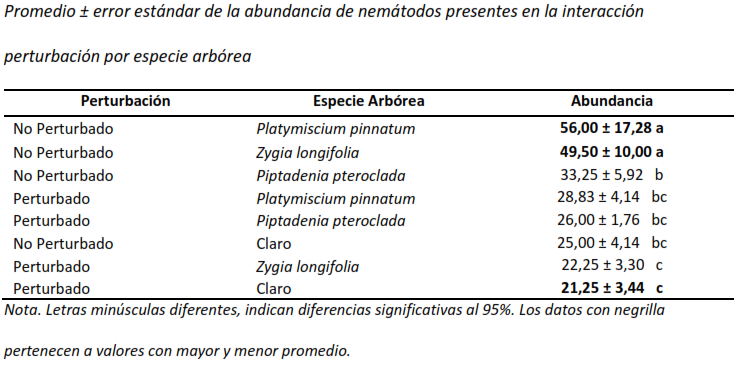 Promedio ± error estándar de la abundancia de nemátodos presentes en la interacción
perturbación por especie arbórea
Perturbación Especie Arbórea Abundancia
No Perturbado Platymiscium pinnatum 56,00 ± 17,28 a
No Perturbado Zygia longifolia 49,50 ± 10,00 a
No Perturbado Piptadenia pteroclada 33,25 ± 5,92 b
Perturbado Platymiscium pinnatum 28,83 ± 4,14 bc
Perturbado Piptadenia pteroclada 26,00 ± 1,76 bc
No Perturbado Claro 25,00 ± 4,14 bc
Perturbado Zygia longifolia 22,25 ± 3,30 c
Perturbado Claro 21,25 ± 3,44 c
Nota. Letras minúsculas diferentes, indican diferencias significativas al 95%. Los datos con negrilla
pertenecen a valores con mayor y menor promedio.